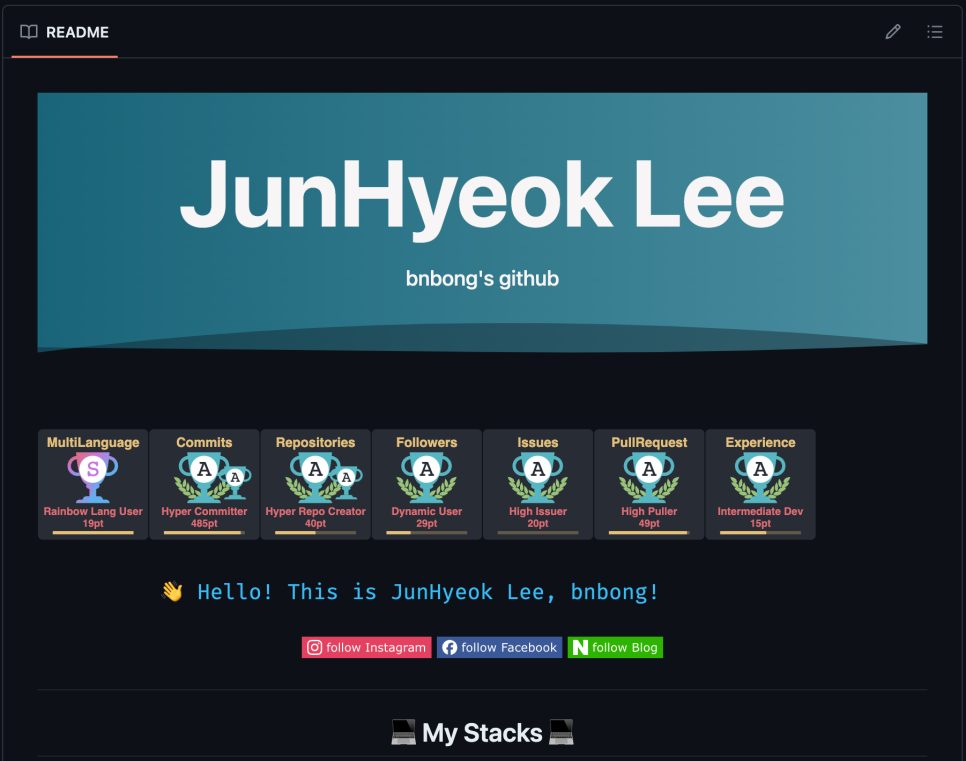 README
JunHyeok Lee
bnbong's github
MultiLanguage Commits Repositories Followers Issues PullRequest Experience
S A A A A A A A A
Rainbow Lang User Hyper Committer Hyper Repo Creator Dynamic User High Issuer High Puller Intermediate Dev
19pt 485pt 40pt 29pt 20pt 49pt 15pt
👋 Hello! This is JunHyeok Lee, bnbong!
follow Instagram follow Facebook N follow Blog
💻 My Stacks 💻